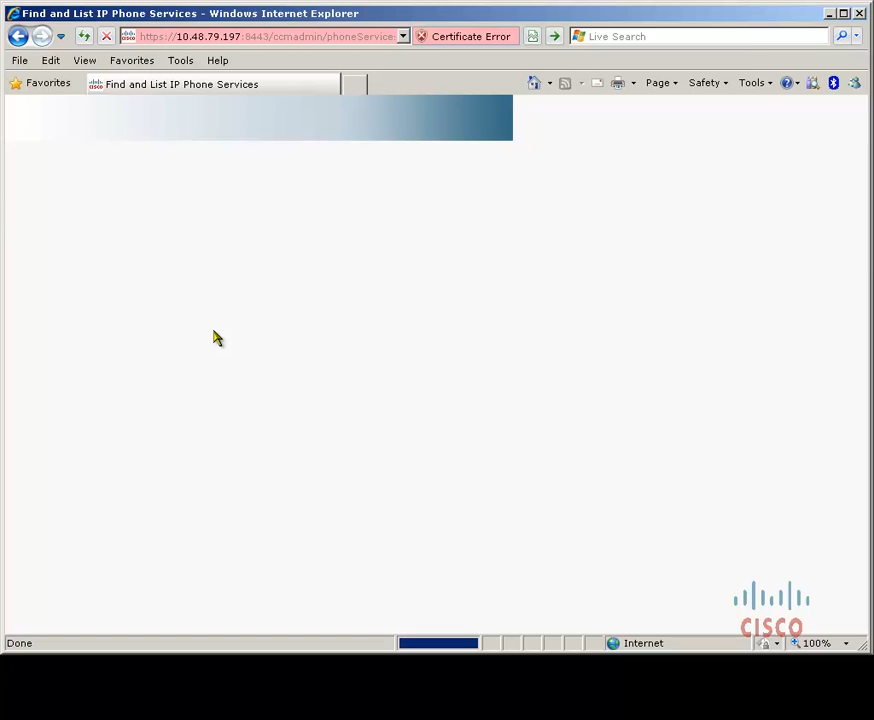 Find and List IP Phone Services - Windows Internet Explorer
https://10.48.79.197:8443/ccmadmin/phoneService
Certificate Error
Live Search
File Edit View Favorites Tools Help
Favorites
Find and List IP Phone Services
Page Safety Tools
CISCO
Done
Internet
100%